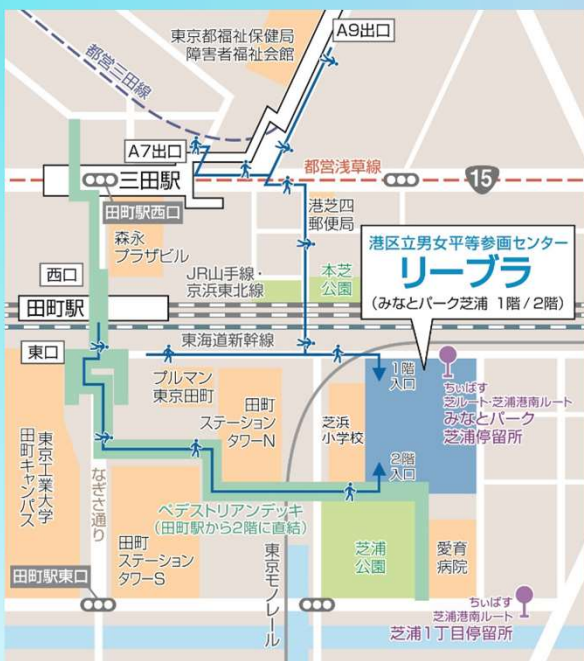 東京都福祉保健局
障害者福祉会館
A9出口
都営三田線
A7出口
都営浅草線
15
三田駅
田町駅西口
港芝四
郵便局
森永
プラザビル
港区立男女平等参画センター
リーブラ
(みなとパーク芝浦 1階/2階)
西口
JR山手線・
京浜東北線
本芝
公園
田町駅
東口
東海道新幹線
1階
入口
ちぃばす
芝ルート・芝浦港南ルート
みなとパーク
芝浦停留所
プルマン
東京田町
田町
ステーション
タワーN
芝浜
小学校
東京工業大学
田町キャンパス
なぎさ通り
2階
入口
ペデストリアンデッキ
(田町駅から2階に直結)
田町
ステーション
タワーS
東京モノレール
芝浦
公園
愛育
病院
田町駅東口
ちぃばす
芝浦港南ルート
芝浦1丁目停留所